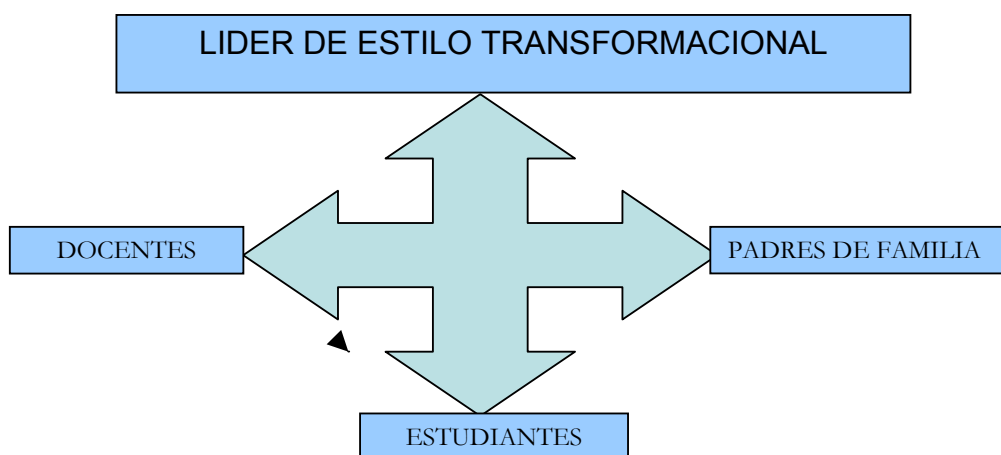 LIDER DE ESTILO TRANSFORMACIONAL
DOCENTES
PADRES DE FAMILIA
ESTUDIANTES